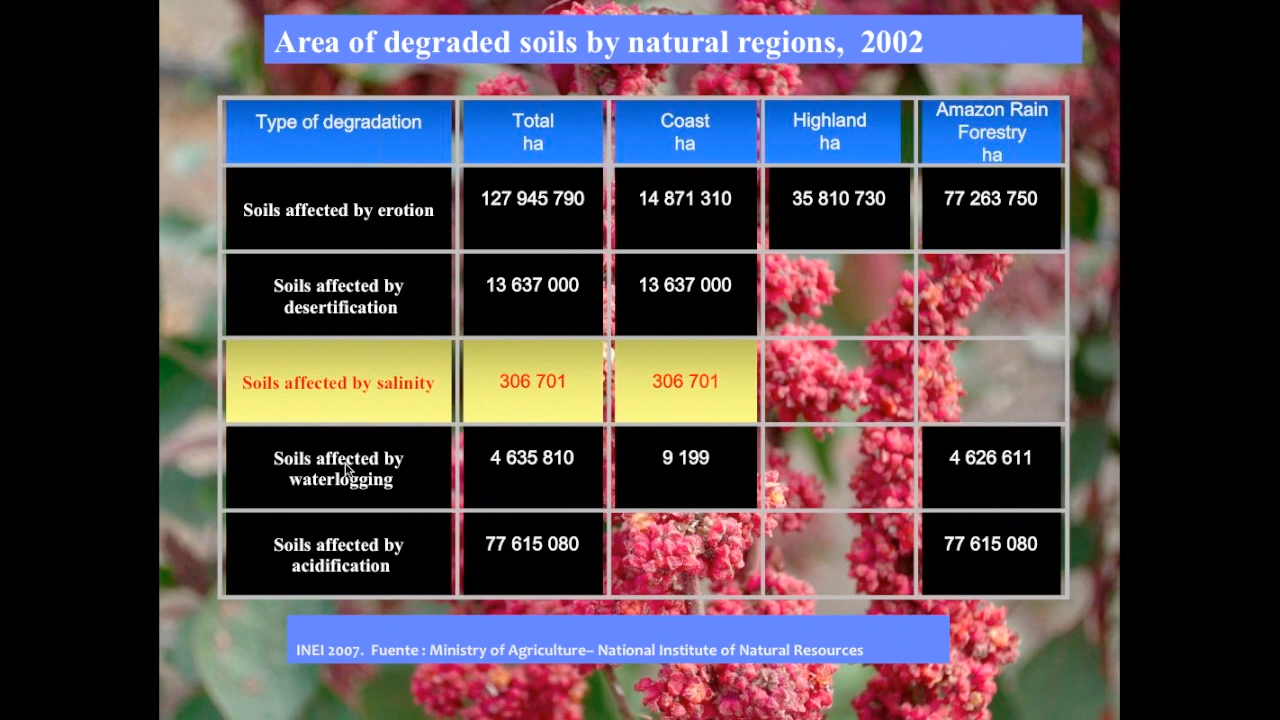 Area of degraded soils by natural regions,  2002
Type of degradation
Total
ha
Coast
ha
Highland
ha
Amazon Rain
Forestry
ha
Soils affected by erotion
127 945 790
14 871 310
35 810 730
77 263 750
Soils affected by
desertification
13 637 000
13 637 000
Soils affected by salinity
306 701
306 701
Soils affected by
waterlogging
4 635 810
9 199
4 626 611
Soils affected by
acidification
77 615 080
77 615 080
INEI 2007.  Fuente : Ministry of Agriculture– National Institute of Natural Resources